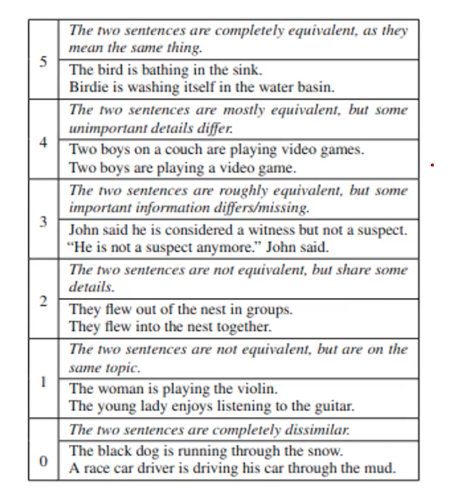 5
The two sentences are completely equivalent, as they
mean the same thing.
The bird is bathing in the sink.
Birdie is washing itself in the water basin.
4
The two sentences are mostly equivalent, but some
unimportant details differ.
Two boys on a couch are playing video games.
Two boys are playing a video game.
3
The two sentences are roughly equivalent, but some
important information differs/missing.
John said he is considered a witness but not a suspect.
“He is not a suspect anymore.” John said.
2
The two sentences are not equivalent, but share some
details.
They flew out of the nest in groups.
They flew into the nest together.
1
The two sentences are not equivalent, but are on the
same topic.
The woman is playing the violin.
The young lady enjoys listening to the guitar.
0
The two sentences are completely dissimilar.
The black dog is running through the snow.
A race car driver is driving his car through the mud.